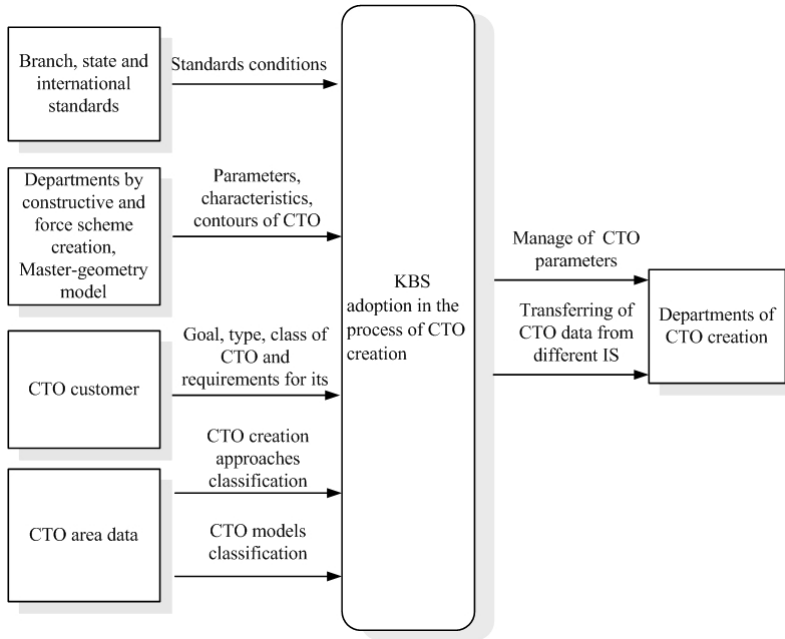 Branch, state and
international
standards
Standards conditions
Departments by
constructive and
force scheme
creation,
Master-geometry
model
Parameters,
characteristics,
contours of CTO
CTO customer
Goal, type, class of
CTO and
requirements for its
CTO area data
CTO creation
approaches
classification
CTO models
classification
KBS
adoption in the
process of CTO
creation
Manage of CTO
parameters
Transferring of
CTO data from
different IS
Departments of
CTO creation